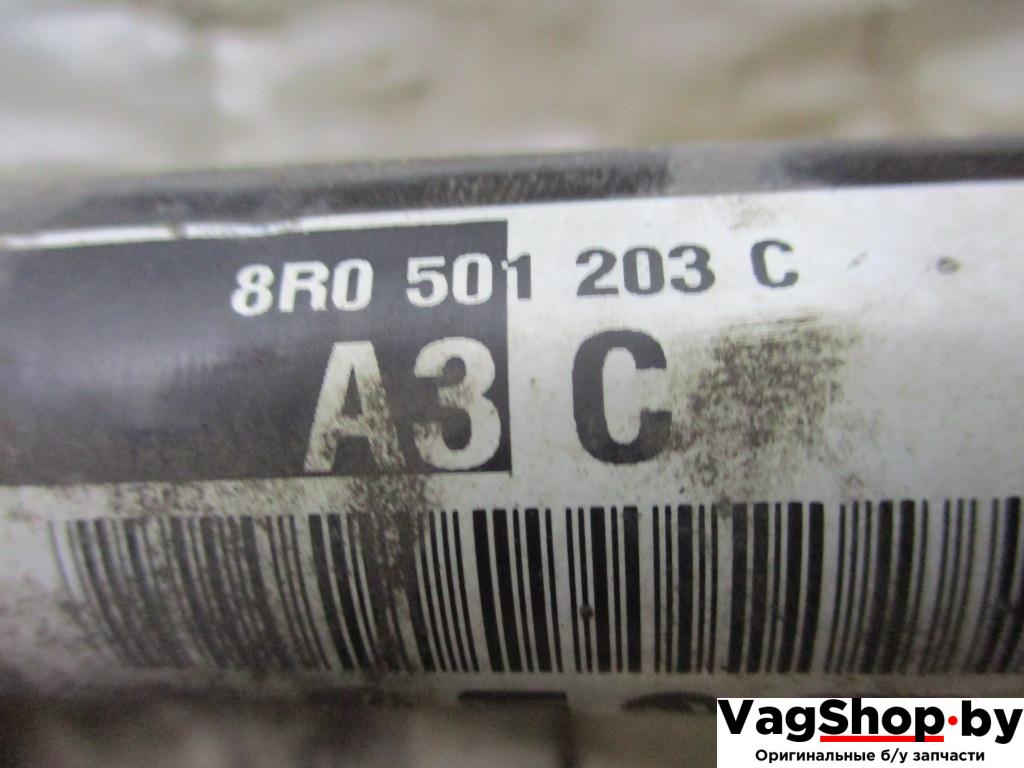 8R0 501 203 C
A3 C
VagShop.by
Оригинальные б/у запчасти